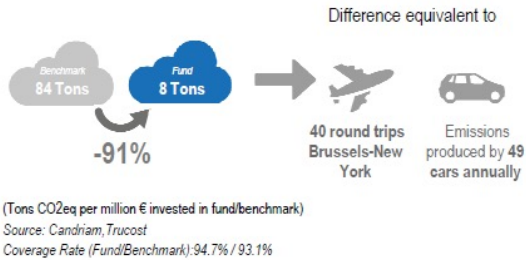 Difference equivalent to
Benchmark
84 Tons
Fund
8 Tons
-91%
40 round trips
Brussels-New
York
Emissions
produced by 49
cars annually
(Tons CO2eq per million € invested in fund/benchmark)
Source: Candriam,Trucost
Coverage Rate (Fund/Benchmark):94.7% / 93.1%